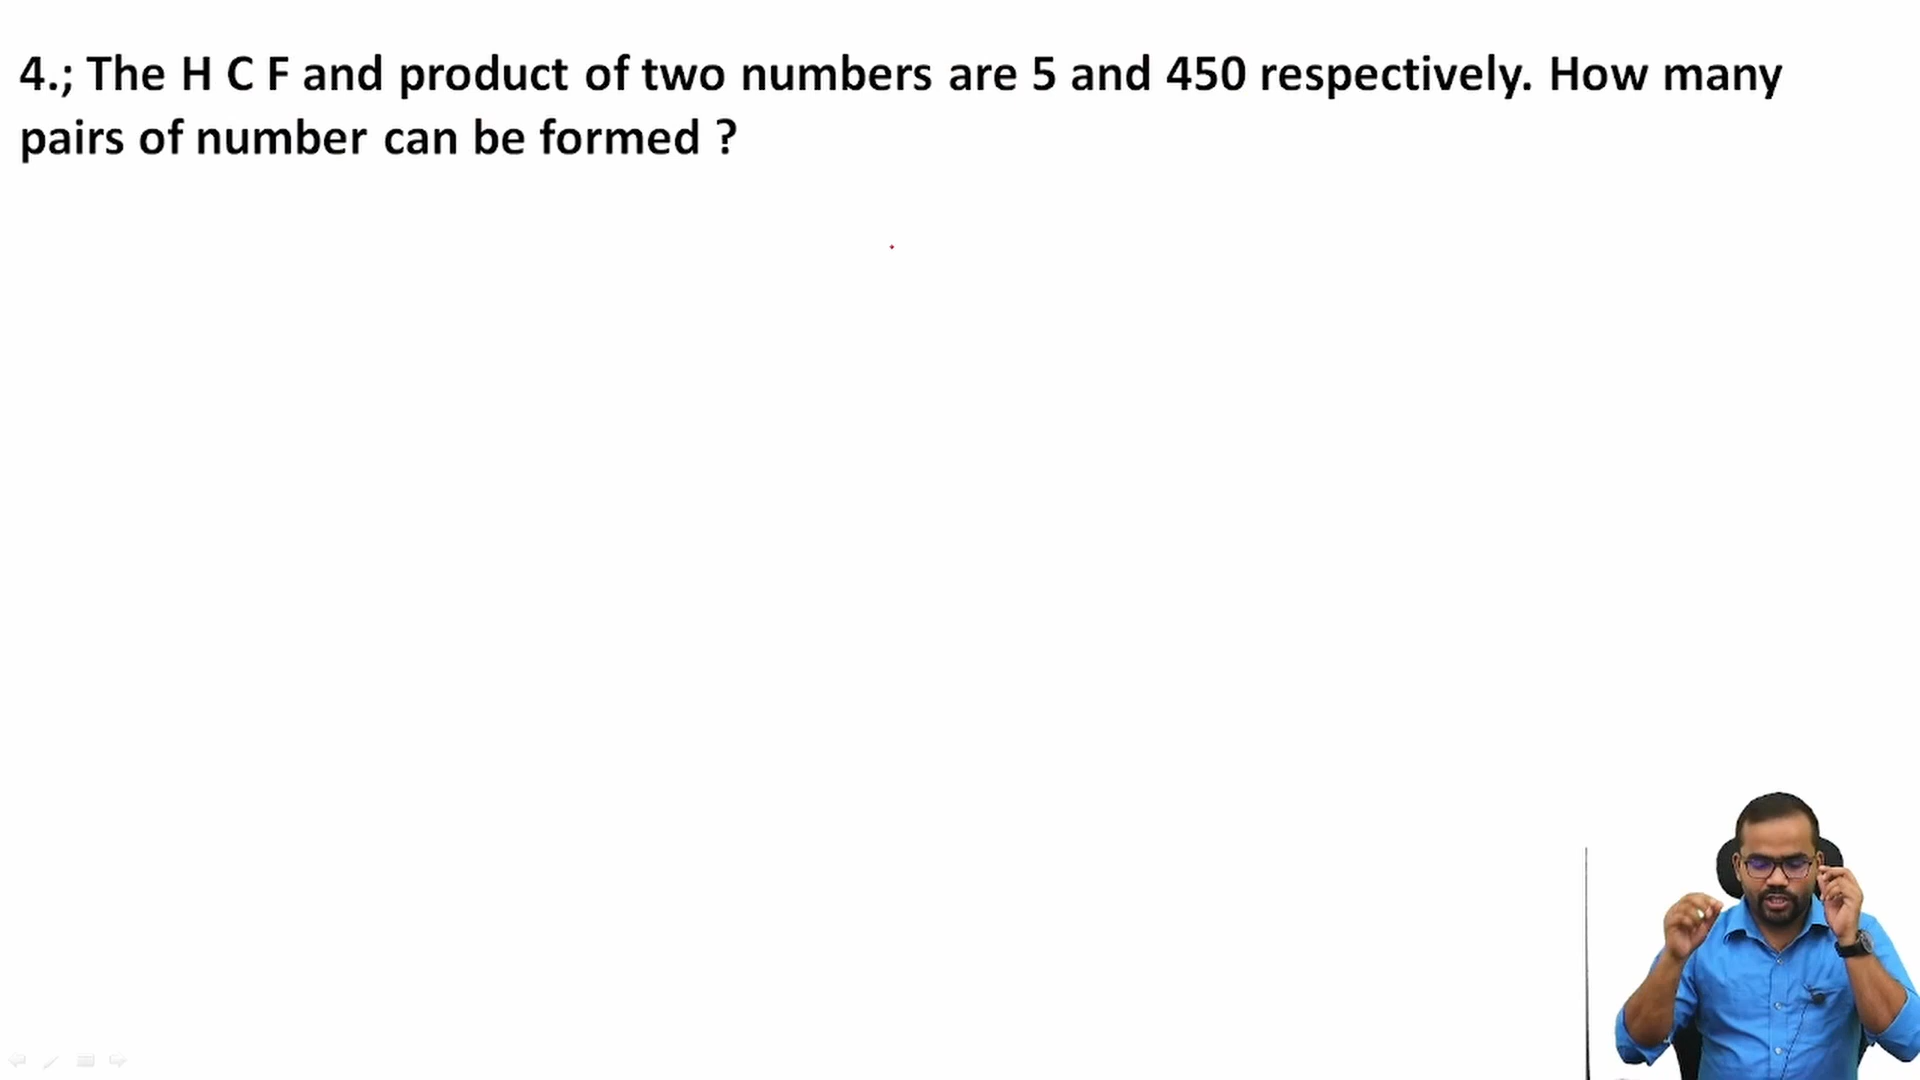 4.; The H C F and product of two numbers are 5 and 450 respectively. How many
pairs of number can be formed ?